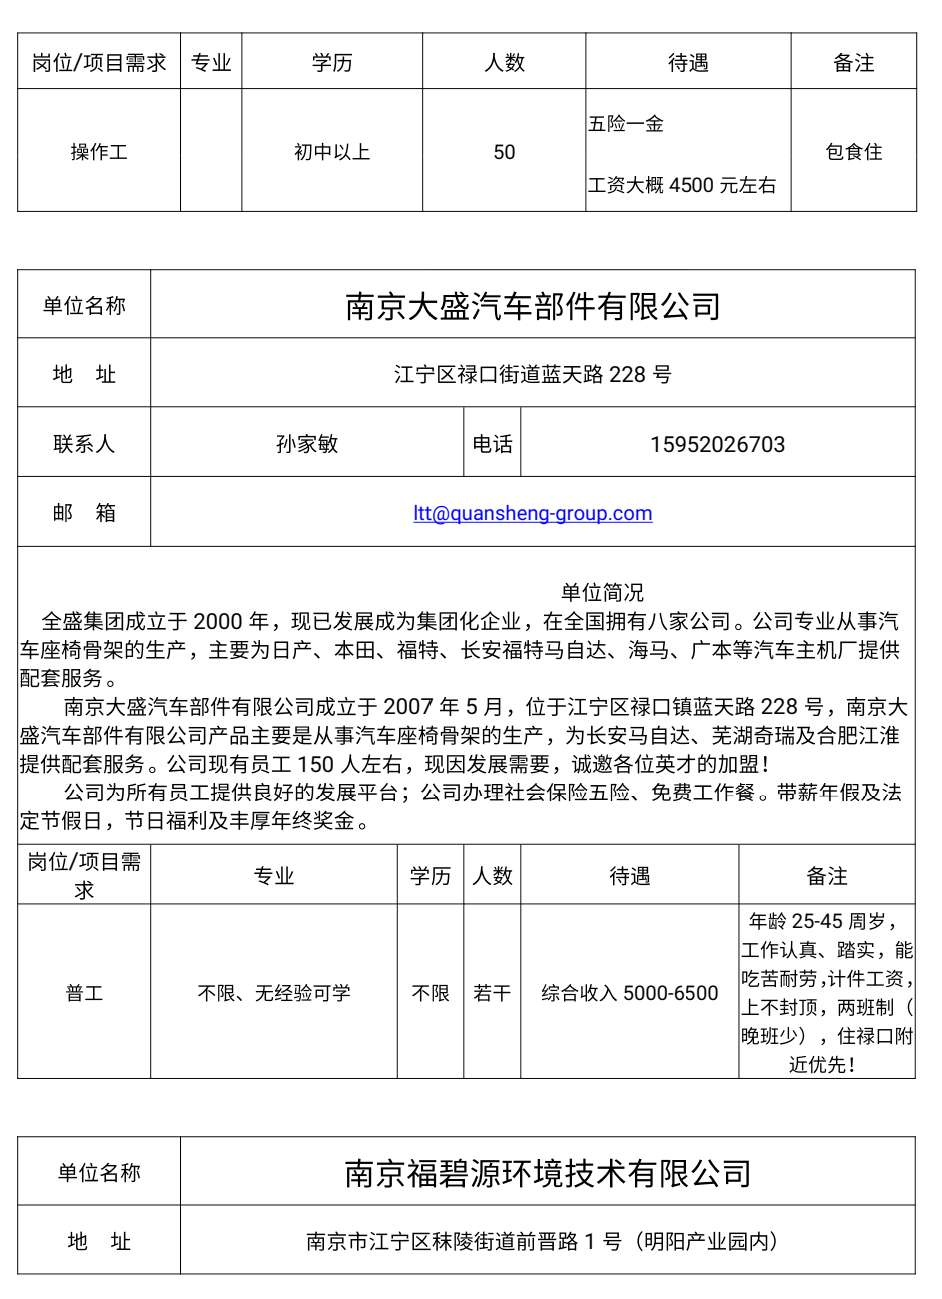 岗位/项目需求 专业 学历 人数 待遇 备注
五险一金
操作工 初中以上 50 包食住
工资大概 4500 元左右
单位名称 南京大盛汽车部件有限公司
地 址 江宁区禄口街道蓝天路 228 号
联系人 孙家敏 电话 15952026703
邮 箱 ltt@quansheng-group.com
单位简况
全盛集团成立于 2000 年，现已发展成为集团化企业，在全国拥有八家公司。公司专业从事汽
车座椅骨架的生产，主要为日产、本田、福特、长安福特马自达、海马、广本等汽车主机厂提供
配套服务。
南京大盛汽车部件有限公司成立于 2007 年 5 月，位于江宁区禄口镇蓝天路 228 号，南京大
盛汽车部件有限公司产品主要是从事汽车座椅骨架的生产，为长安马自达、芜湖奇瑞及合肥江淮
提供配套服务。公司现有员工 150 人左右，现因发展需要，诚邀各位英才的加盟！
公司为所有员工提供良好的发展平台；公司办理社会保险五险、免费工作餐。带薪年假及法
定节假日，节日福利及丰厚年终奖金。
岗位/项目需
求 专业 学历 人数 待遇 备注
普工 不限、无经验可学 不限 若干 综合收入 5000-6500
年龄 25-45 周岁，
工作认真、踏实，能
吃苦耐劳，计件工资，
上不封顶，两班制（
晚班少），住禄口附
近优先！
单位名称 南京福碧源环境技术有限公司
地 址 南京市江宁区秣陵街道前晋路 1 号（明阳产业园内）